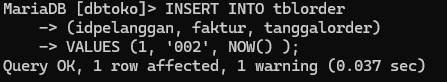 MariaDB [dbtoko]> INSERT INTO tblorder
    -> (idpelanggan, faktur, tanggalorder)
    -> VALUES (1, '002', NOW() );
Query OK, 1 row affected, 1 warning (0.037 sec)